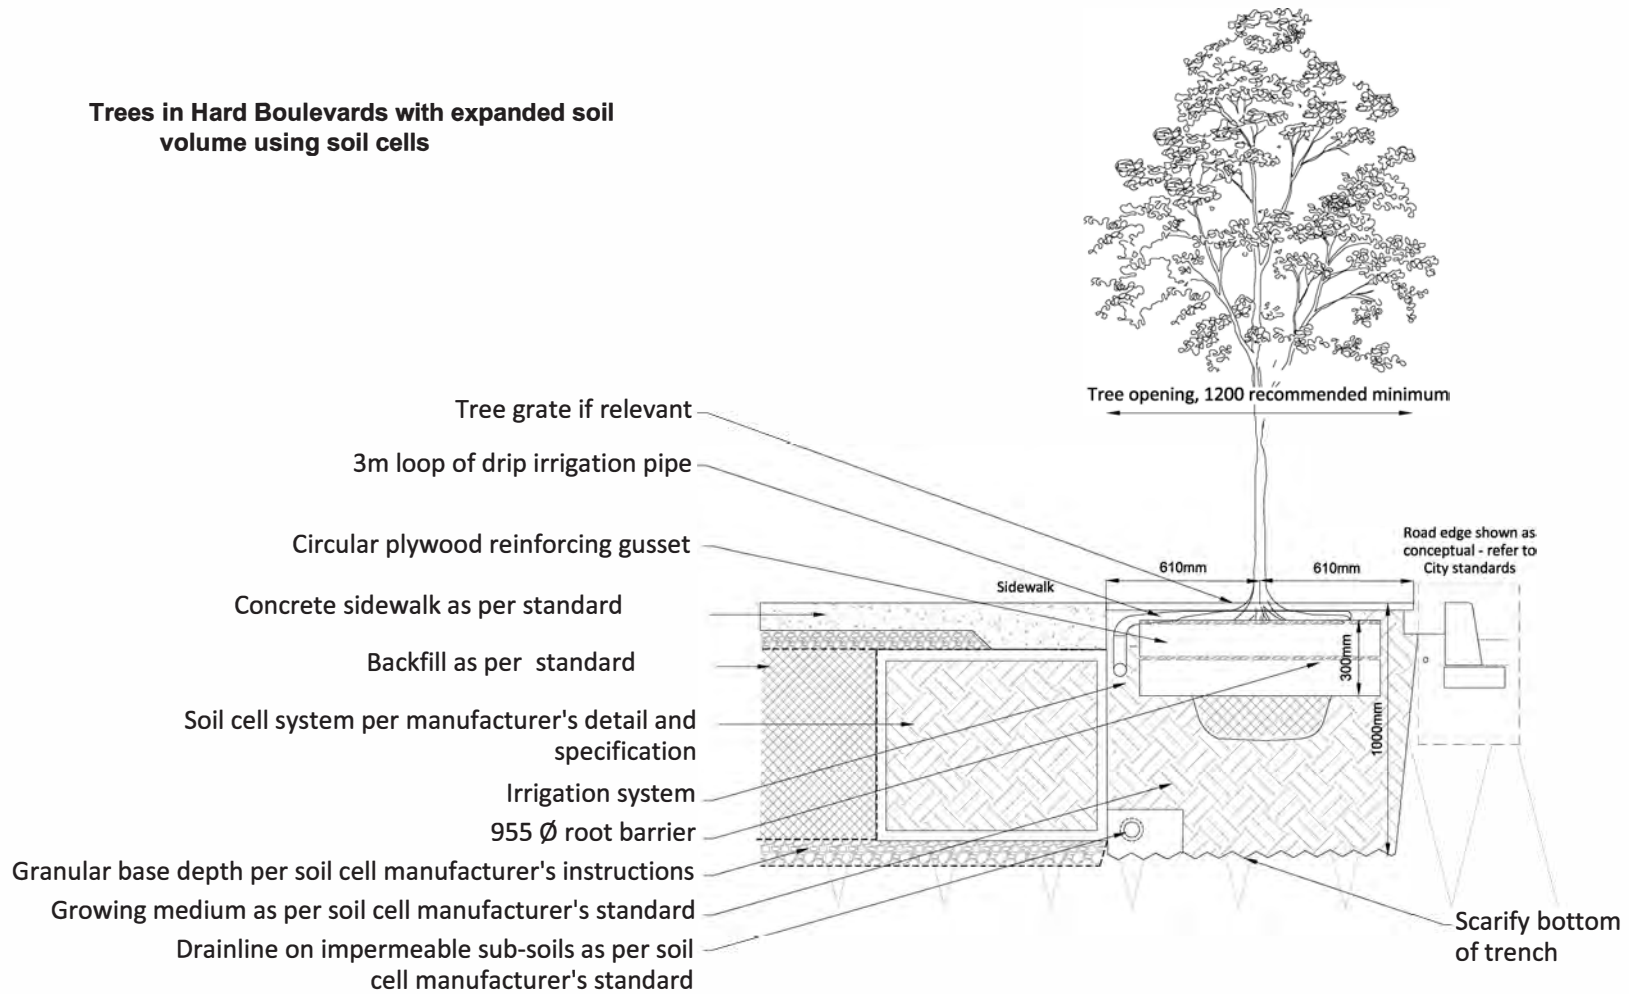 Trees in Hard Boulevards with expanded soil
volume using soil cells
Tree opening, 1200 recommended minimum
Tree grate if relevant
3m loop of drip irrigation pipe
Circular plywood reinforcing gusset
Concrete sidewalk as per standard
Backfill as per standard
Soil cell system per manufacturer's detail and
specification
Irrigation system
955 Ø root barrier
Granular base depth per soil cell manufacturer's instructions
Growing medium as per soil cell manufacturer's standard
Drainline on impermeable sub-soils as per soil
cell manufacturer's standard
Sidewalk
610mm
610mm
300mm
1000mm
Road edge shown as
conceptual - refer to
City standards
Scarify bottom
of trench